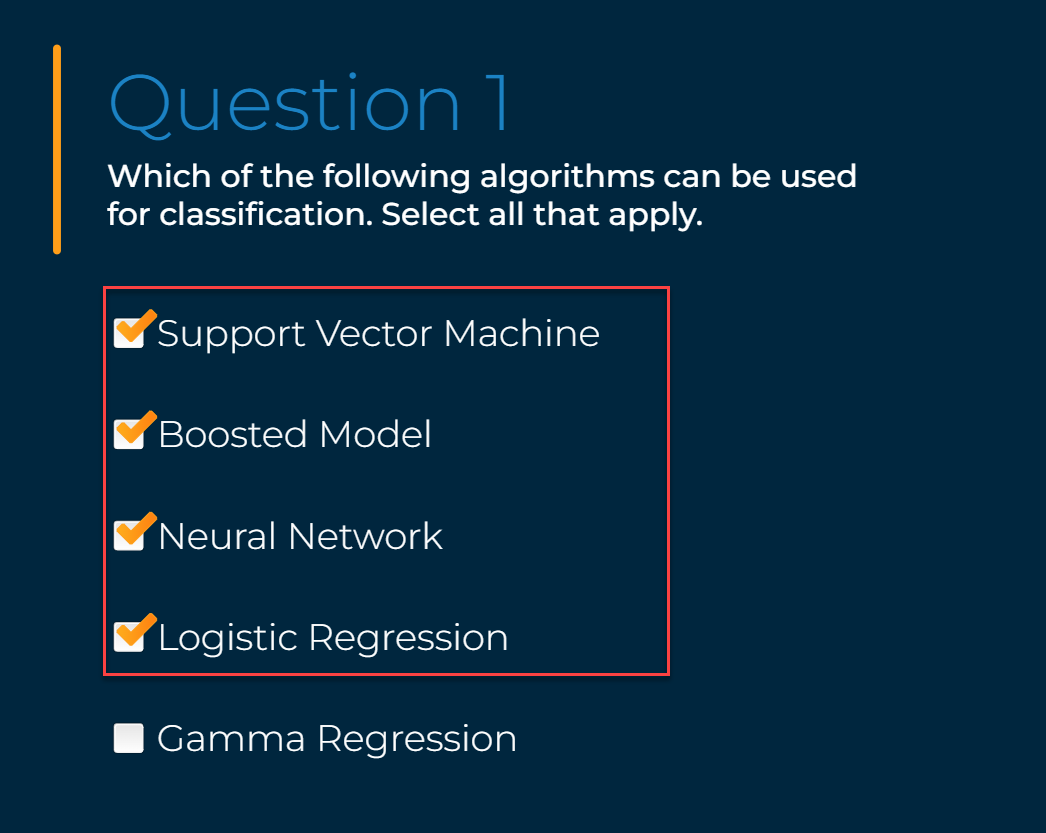 Question 1
Which of the following algorithms can be used
for classification. Select all that apply.
Support Vector Machine
Boosted Model
Neural Network
Logistic Regression
Gamma Regression